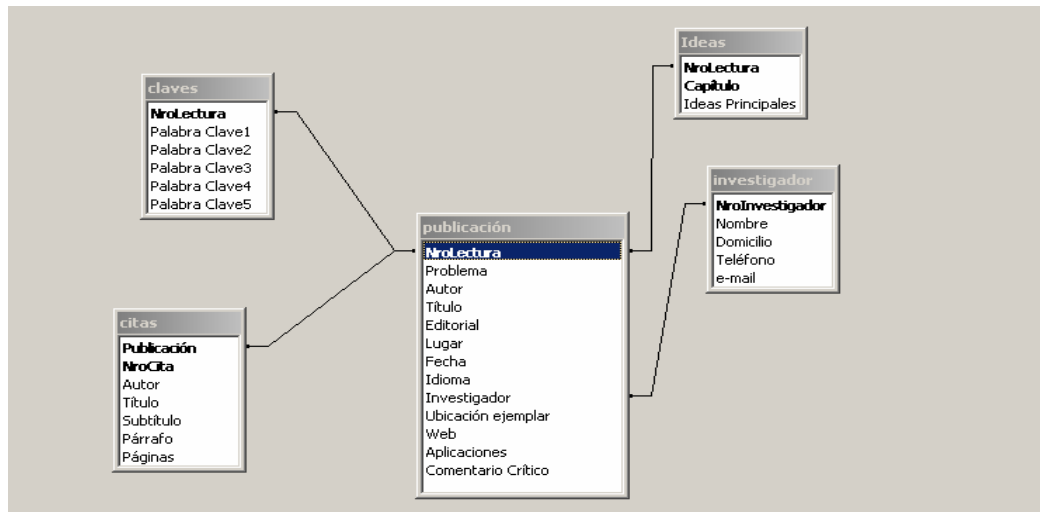 claves
NroLectura
Palabra Clave1
Palabra Clave2
Palabra Clave3
Palabra Clave4
Palabra Clave5
Ideas
NroLectura
Capítulo
Ideas Principales
investigador
NroInvestigador
Nombre
Domicilio
Teléfono
e-mail
publicación
NroLectura
Problema
Autor
Título
Editorial
Lugar
Fecha
Idioma
Investigador
Ubicación ejemplar
Web
Aplicaciones
Comentario Crítico
citas
Publicación
NroCita
Autor
Título
Subtítulo
Párrafo
Páginas